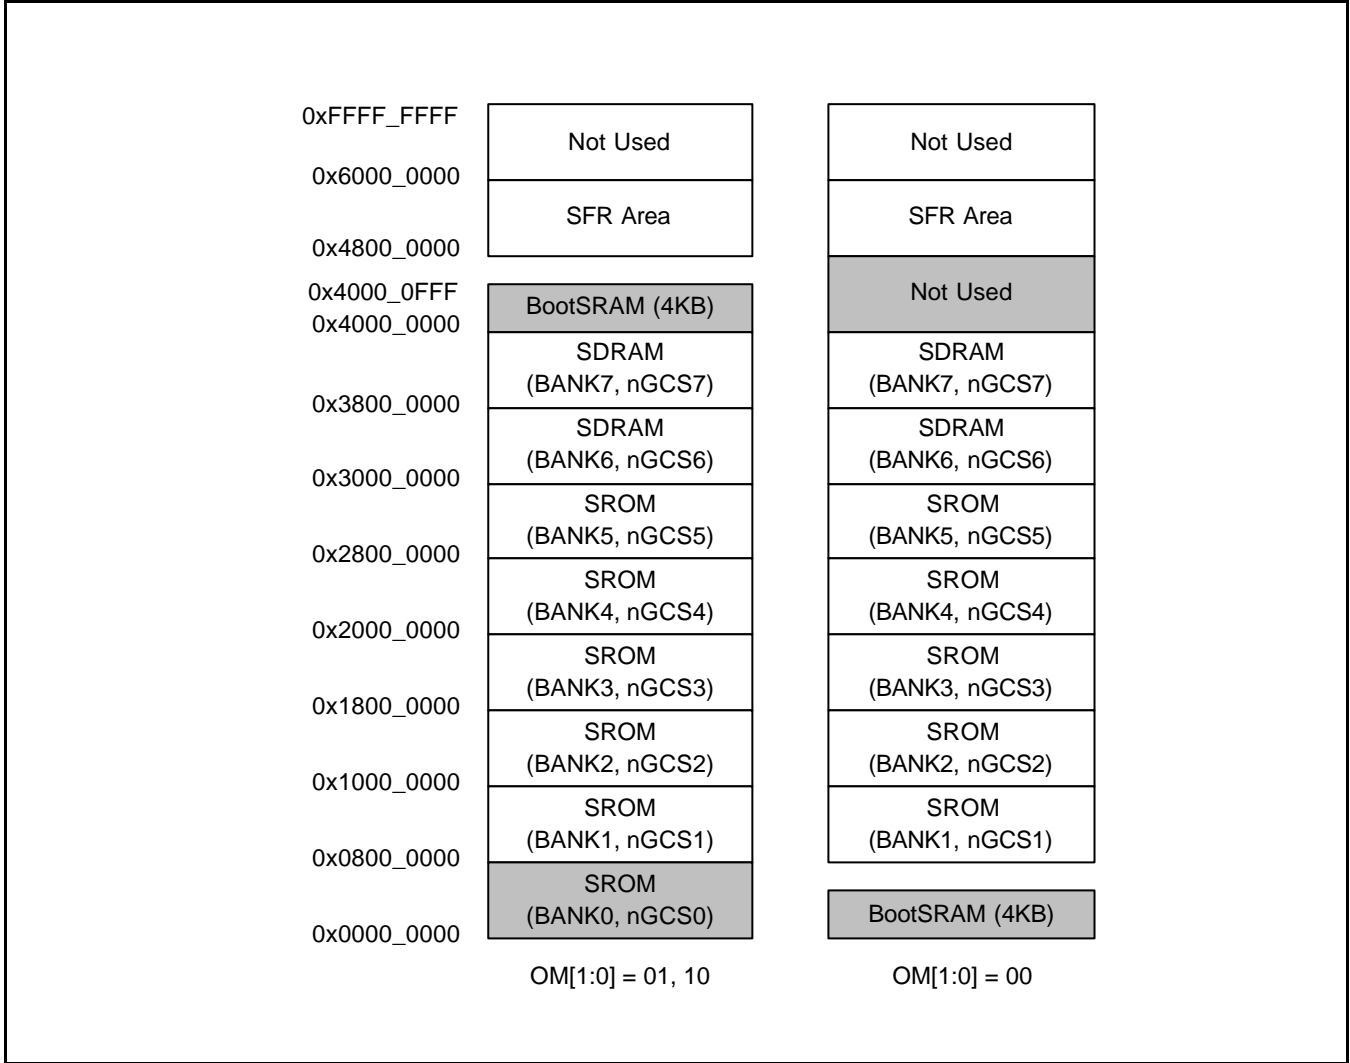 0xFFFF_FFFF
Not Used
Not Used
0x6000_0000
SFR Area
SFR Area
0x4800_0000
0x4000_0FFF
BootSRAM (4KB)
Not Used
0x4000_0000
SDRAM
(BANK7, nGCS7)
SDRAM
(BANK7, nGCS7)
0x3800_0000
SDRAM
(BANK6, nGCS6)
SDRAM
(BANK6, nGCS6)
0x3000_0000
SROM
(BANK5, nGCS5)
SROM
(BANK5, nGCS5)
0x2800_0000
SROM
(BANK4, nGCS4)
SROM
(BANK4, nGCS4)
0x2000_0000
SROM
(BANK3, nGCS3)
SROM
(BANK3, nGCS3)
0x1800_0000
SROM
(BANK2, nGCS2)
SROM
(BANK2, nGCS2)
0x1000_0000
SROM
(BANK1, nGCS1)
SROM
(BANK1, nGCS1)
0x0800_0000
SROM
(BANK0, nGCS0)
BootSRAM (4KB)
0x0000_0000
OM[1:0] = 01, 10
OM[1:0] = 00